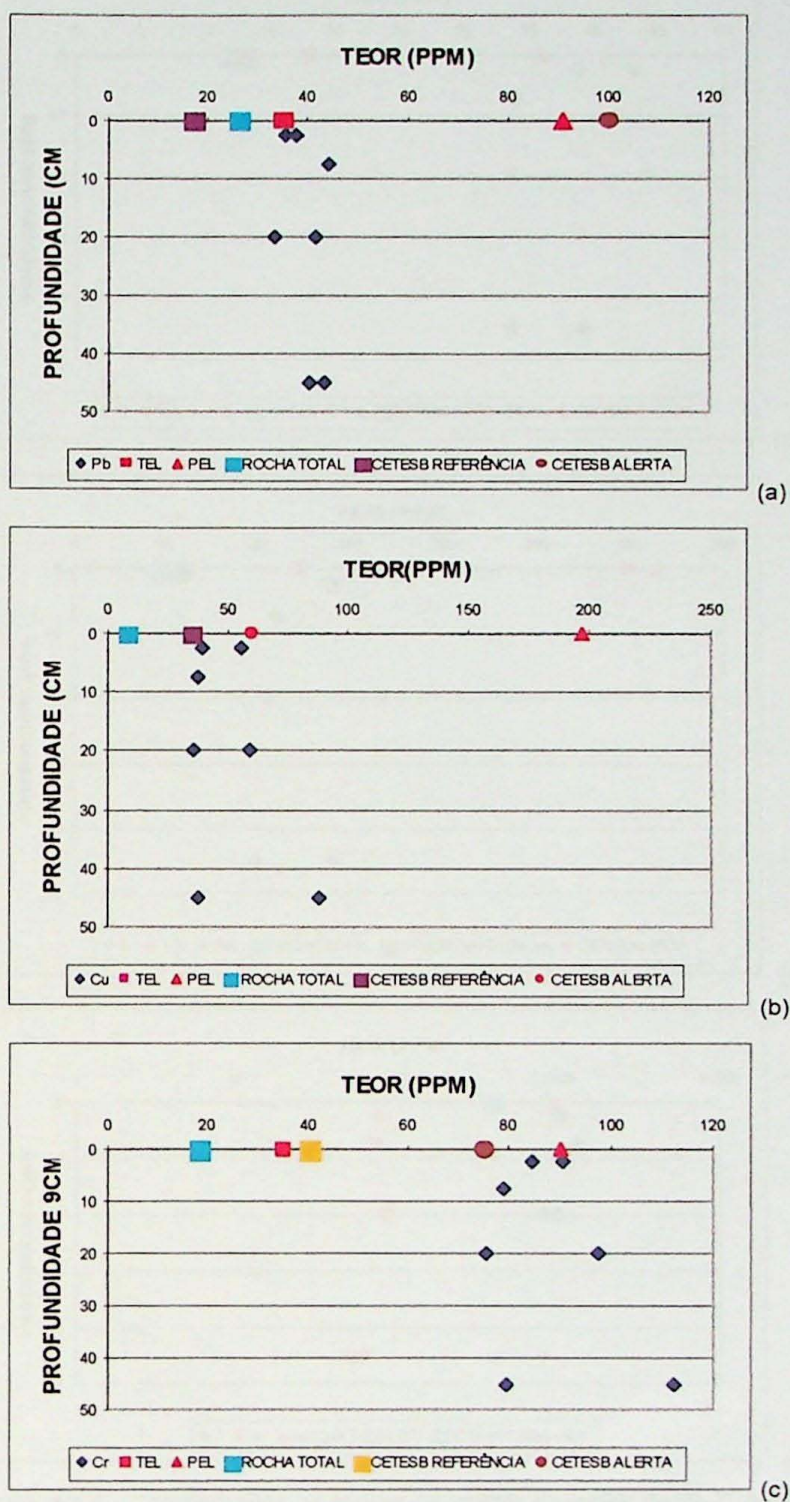 TEOR (PPM)
0 20 40 60 80 100 120
PROFUNDIDADE (CM
0
10
20
30
40
50
Pb TEL PEL ROCHA TOTAL CETESB REFERÊNCIA CETESB ALERTA
(a)
TEOR(PPM)
0 50 100 150 200 250
PROFUNDIDADE (CM
0
10
20
30
40
50
Cu TEL PEL ROCHA TOTAL CETESB REFERÊNCIA CETESB ALERTA
(b)
TEOR (PPM)
0 20 40 60 80 100 120
PROFUNDIDADE 9CM
0
10
20
30
40
50
Cr TEL PEL ROCHA TOTAL CETESB REFERÊNCIA CETESB ALERTA
(c)